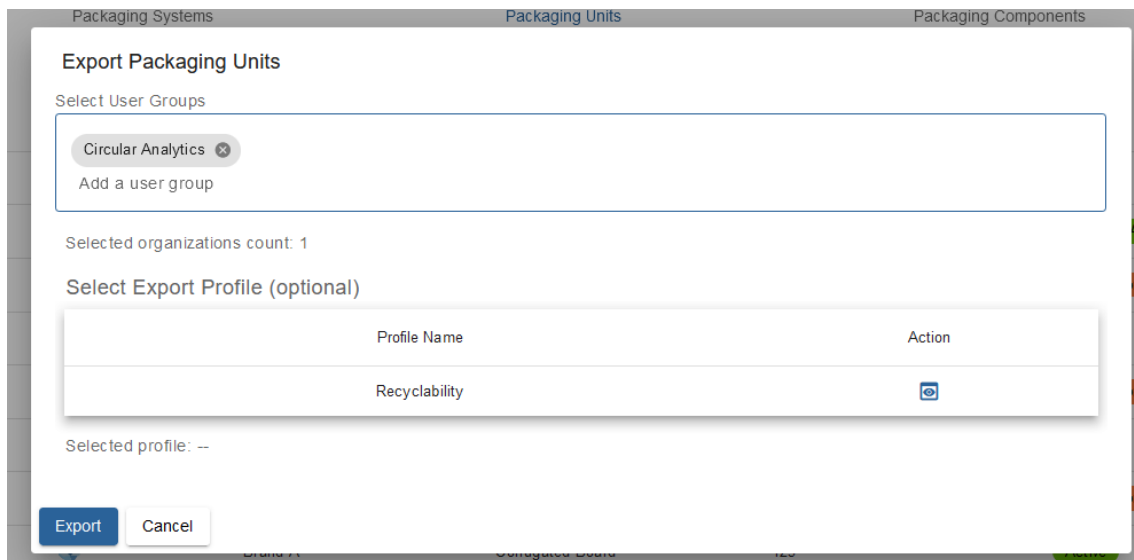 Packaging Systems Packaging Units Packaging Components
Export Packaging Units
Select User Groups
Circular Analytics
Add a user group
Selected organizations count: 1
Select Export Profile (optional)
Profile Name Action
Recyclability
Selected profile: --
Export Cancel
Brand A Corrugated Board 129 Active